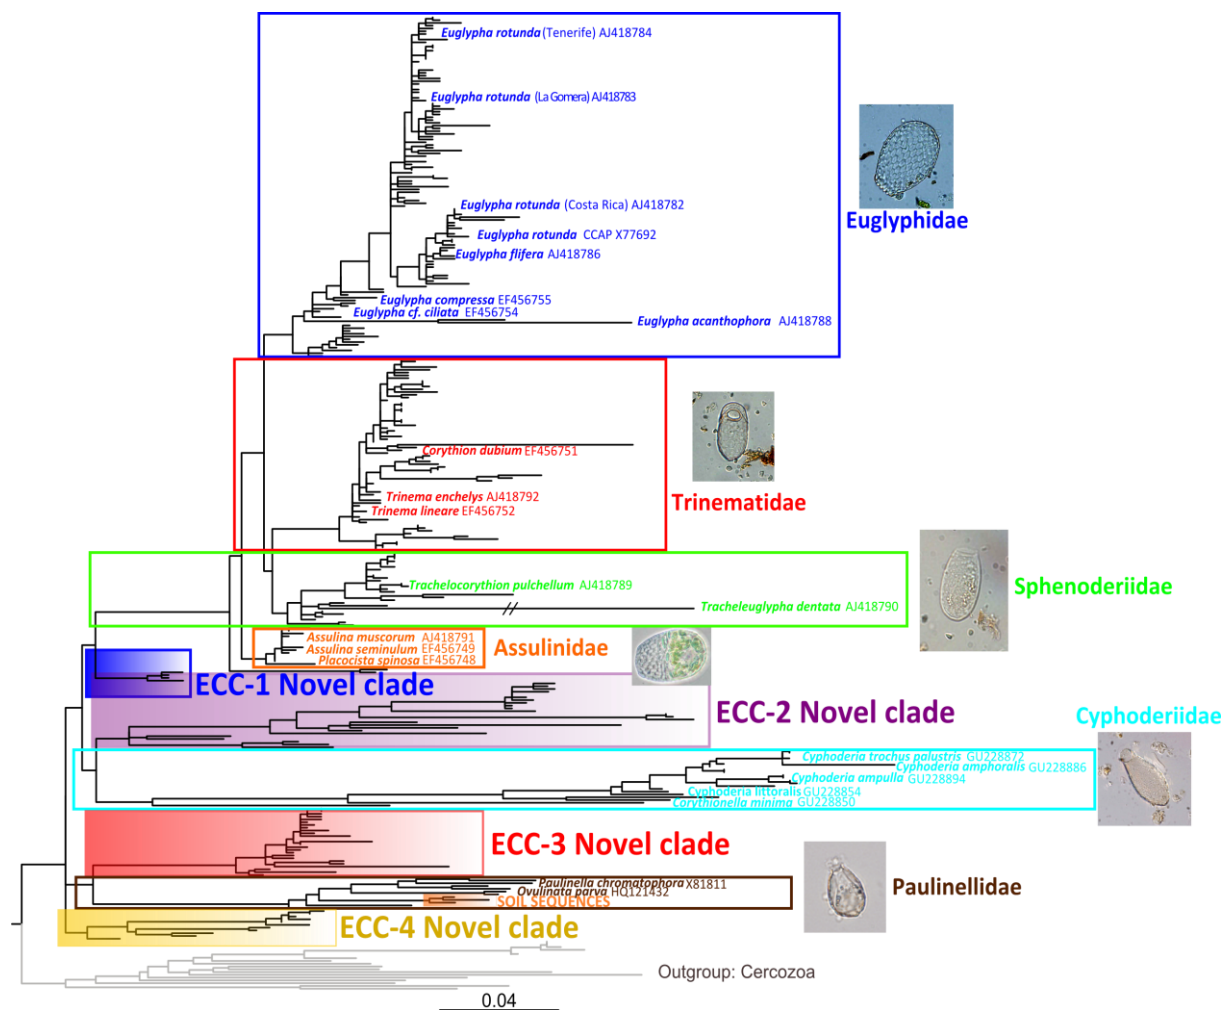 Euglypha rotunda (Tenerife) AJ418784
Euglypha rotunda (La Gomera) AJ418783
Euglypha rotunda (Costa Rica) AJ418782
Euglyphidae
Euglypha rotunda CCAP X77692
Euglypha flifera AJ418786
Euglypha compressa EF456755
Euglypha cf. ciliata EF456754
Euglypha acanthophora AJ418788
Corythion dubium EF456751
Trinema enchelys AJ418792
Trinematidae
Trinema lineare EF456752
Trachelocorythion pulchellum AJ418789
Sphenoderiidae
Tracheleuglypha dentata AJ418790
Assulina muscorum AJ418791
Assulina seminulum EF456749
Assulinidae
Placocista spinosa EF456748
ECC-1 Novel clade
ECC-2 Novel clade
Cyphoderiidae
Cyphoderia trochus palustris GU228872
Cyphoderia amphoralis GU228886
Cyphoderia ampulla GU228894
Cyphoderia littoralis GU228854
Corythionella minima GU228850
ECC-3 Novel clade
Paulinella chromatophora X81811
Paulinellidae
Ovulinata parva HQ121432
SOIL SEQUENCES
ECC-4 Novel clade
Outgroup: Cercozoa
0.04